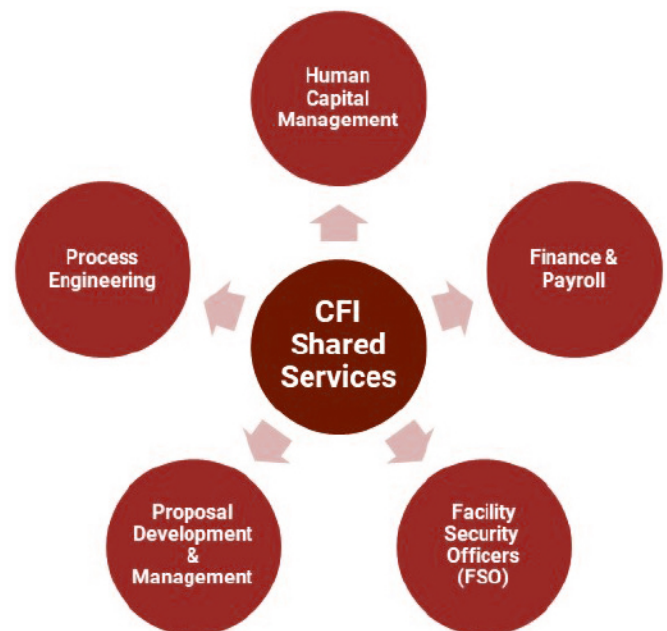 Human
Capital
Management
Process
Engineering
Finance &
Payroll
CFI
Shared
Services
Proposal
Development
&
Management
Facility
Security
Officers
(FSO)